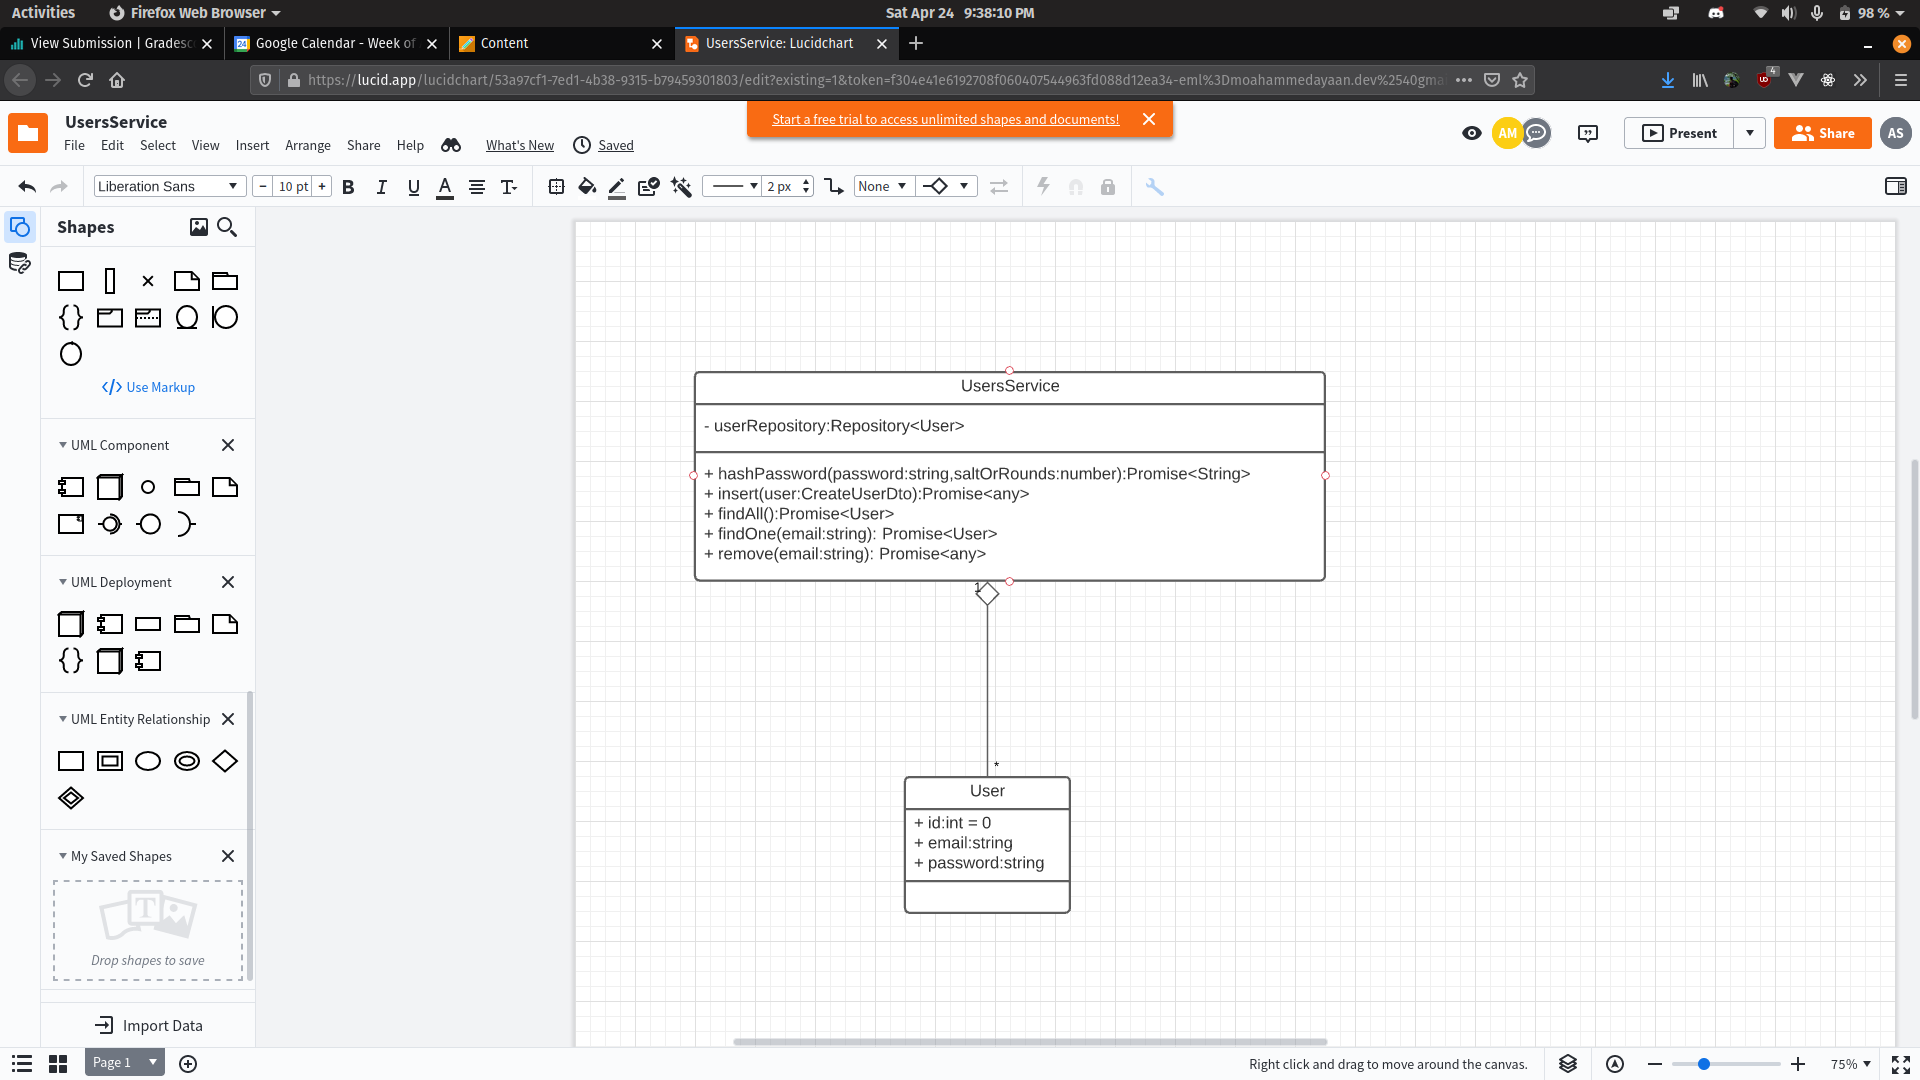 Activities
Firefox Web Browser
Sat Apr 24 9:38:10 PM
98 %
View Submission | Gradesc
Google Calendar - Week of
Content
UsersService: Lucidchart
https://lucid.app/lucidchart/53a97cf1-7ed1-4b38-9315-b79459301803/edit?existing=1&token=f304e41e6192708f060407544963fd088d12ea34-eml%3Dmoahammedayaan.dev%2540gma
4
UsersService
Start a free trial to access unlimited shapes and documents!
File Edit Select View Insert Arrange Share Help What's New Saved
AM
Present
Share
AS
Liberation Sans
10 pt
B I U A T
2 px
None
Shapes
Use Markup
UML Component
UML Deployment
UML Entity Relationship
My Saved Shapes
T
Drop shapes to save
Import Data
UsersService
- userRepository:Repository<User>
+ hashPassword(password:string,saltOrRounds:number):Promise<String>
+ insert(user:CreateUserDto):Promise<any>
+ findAll():Promise<User>
+ findOne(email:string): Promise<User>
+ remove(email:string): Promise<any>
1
*
User
+ id:int = 0
+ email:string
+ password:string
Page 1
Right click and drag to move around the canvas.
75%